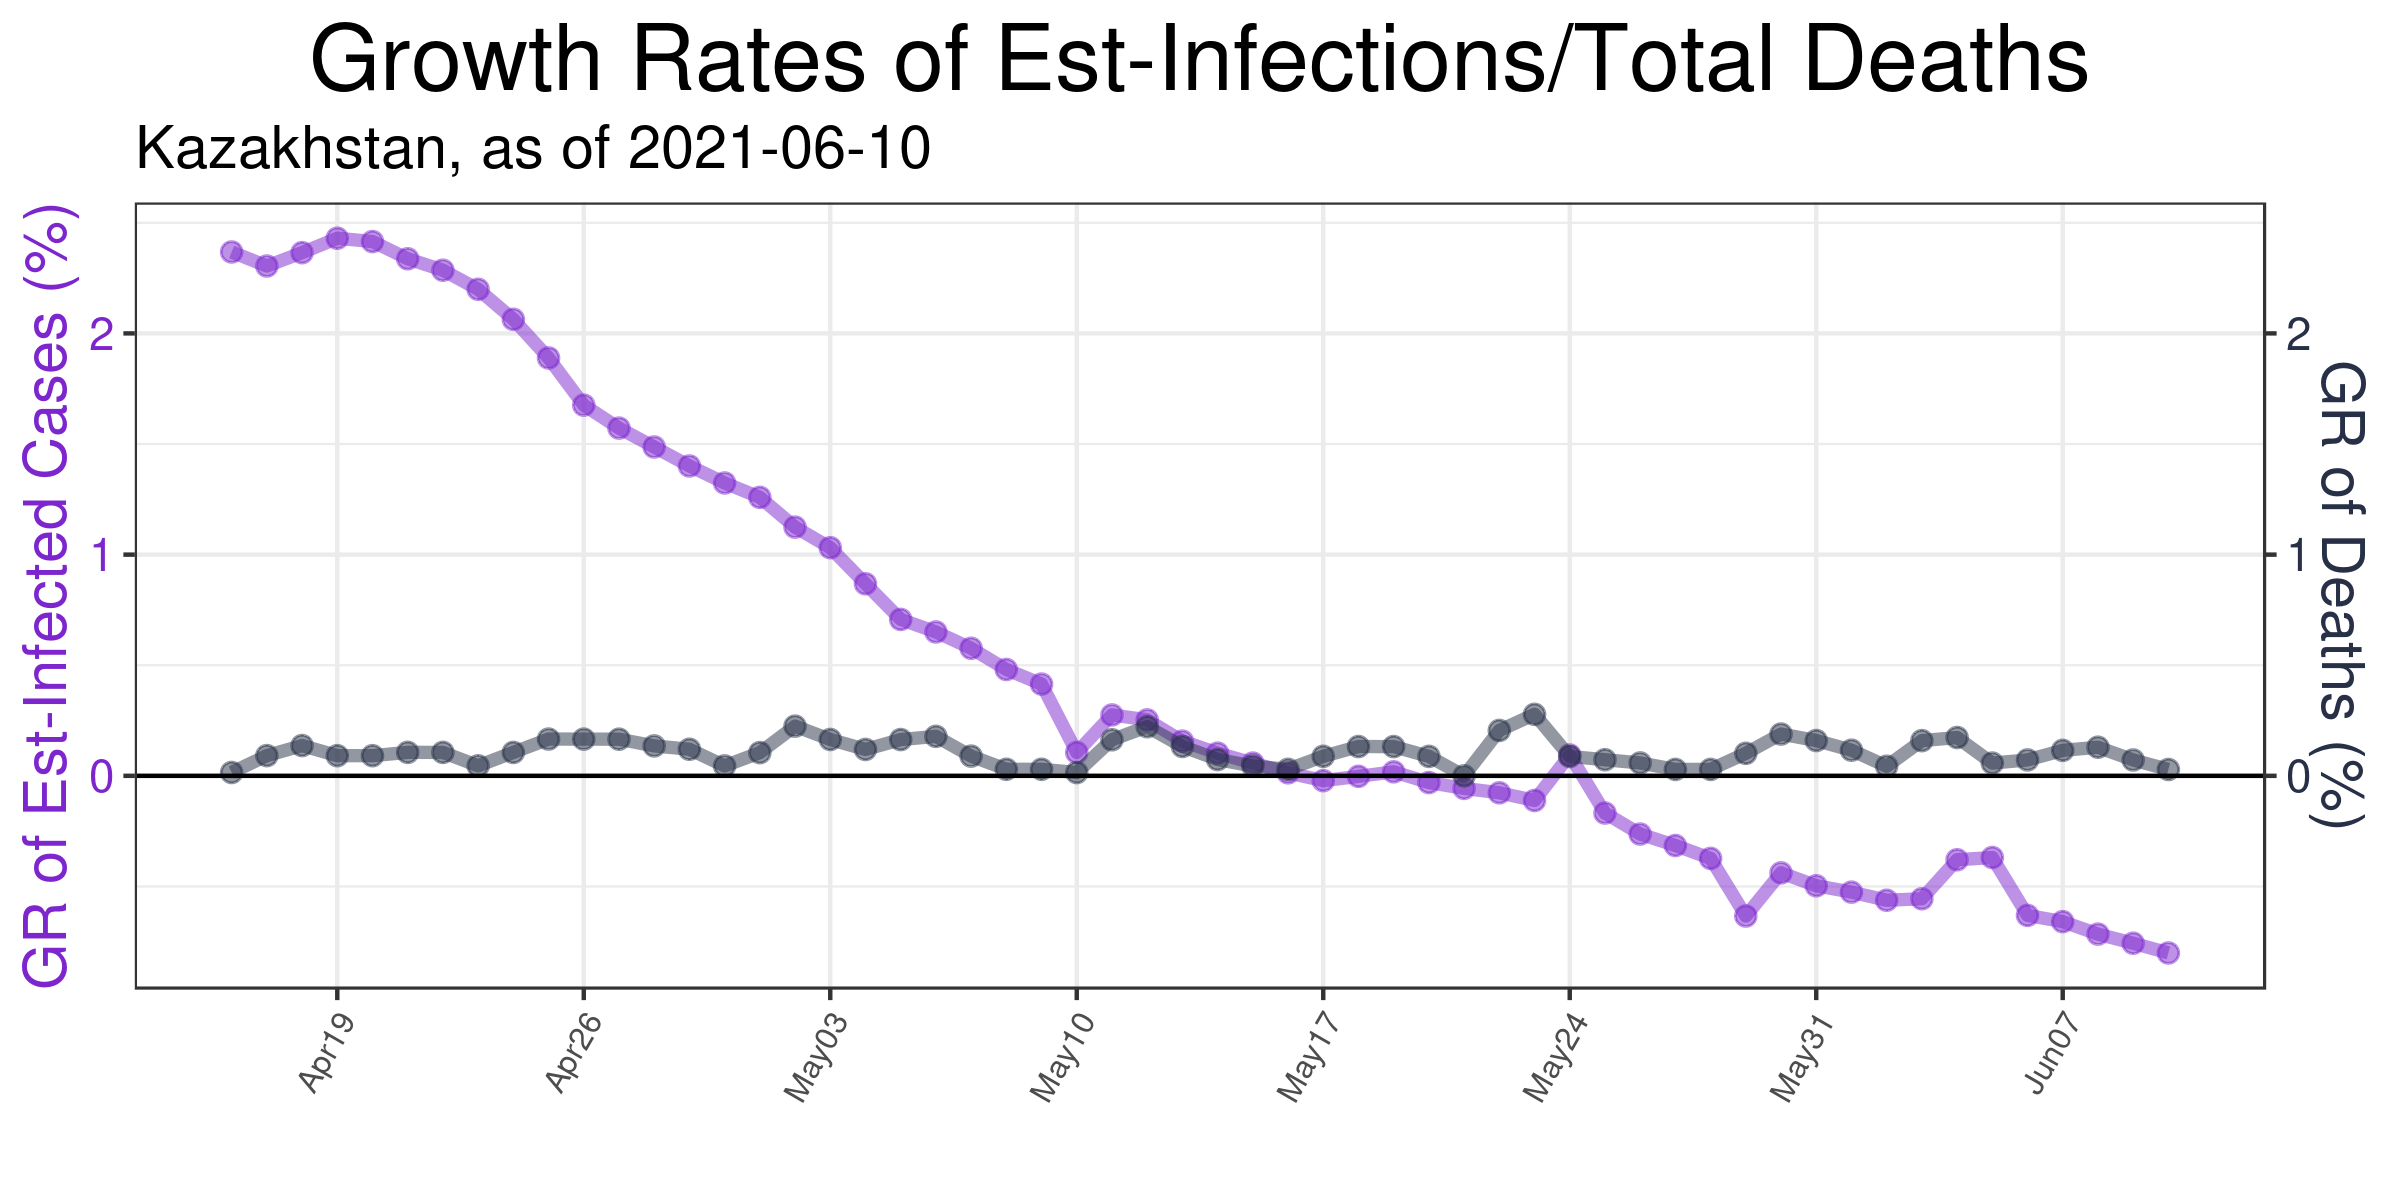 Growth Rates of Est-Infections/Total Deaths
Kazakhstan, as of 2021-06-10
GR of Est-Infected Cases (%)
2
1
0
2
1
0
GR of Deaths (%)
Apr19
Apr26
May03
May10
May17
May24
May31
Jun07